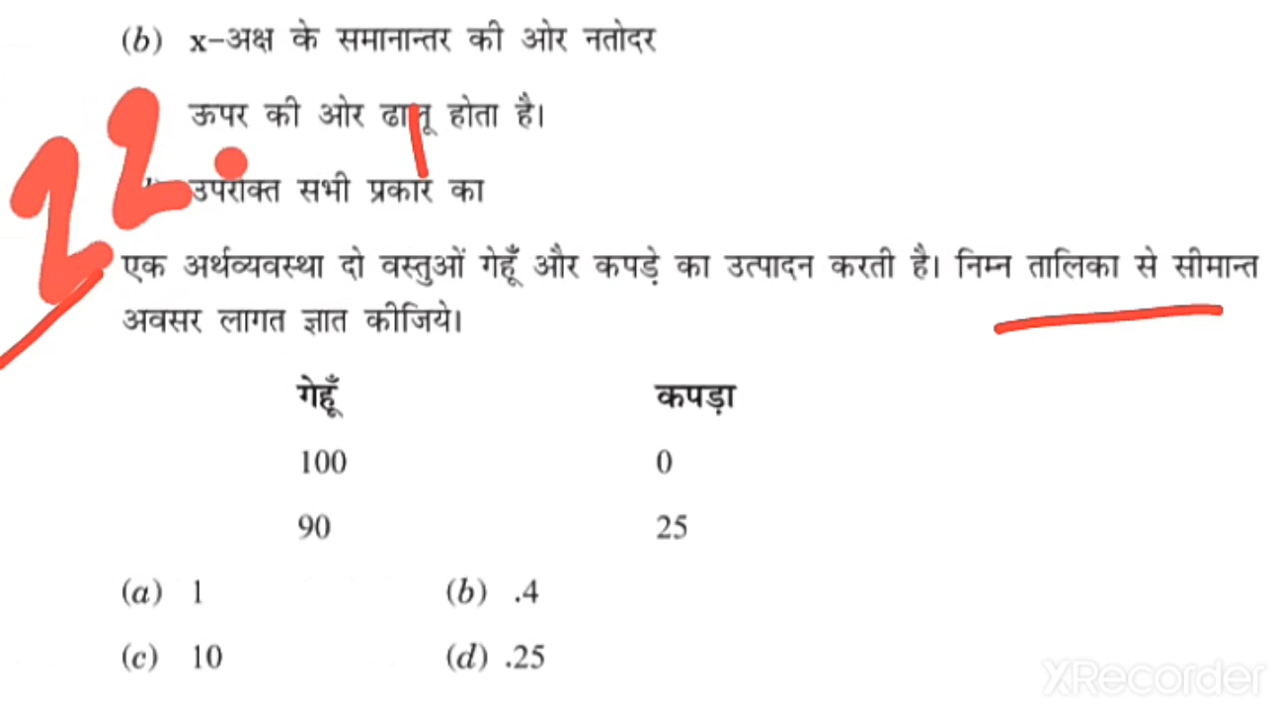 (b) x-अक्ष के समानान्तर की ओर नतोदर
ऊपर की ओर ढालू होता है।
22.
उपरोक्त सभी प्रकार का
एक अर्थव्यवस्था दो वस्तुओं गेहूँ और कपड़े का उत्पादन करती है। निम्न तालिका से सीमान्त
अवसर लागत ज्ञात कीजिये।
गेहूँ कपड़ा
100 0
90 25
(a) 1 (b) .4
(c) 10 (d) .25
XRecorder